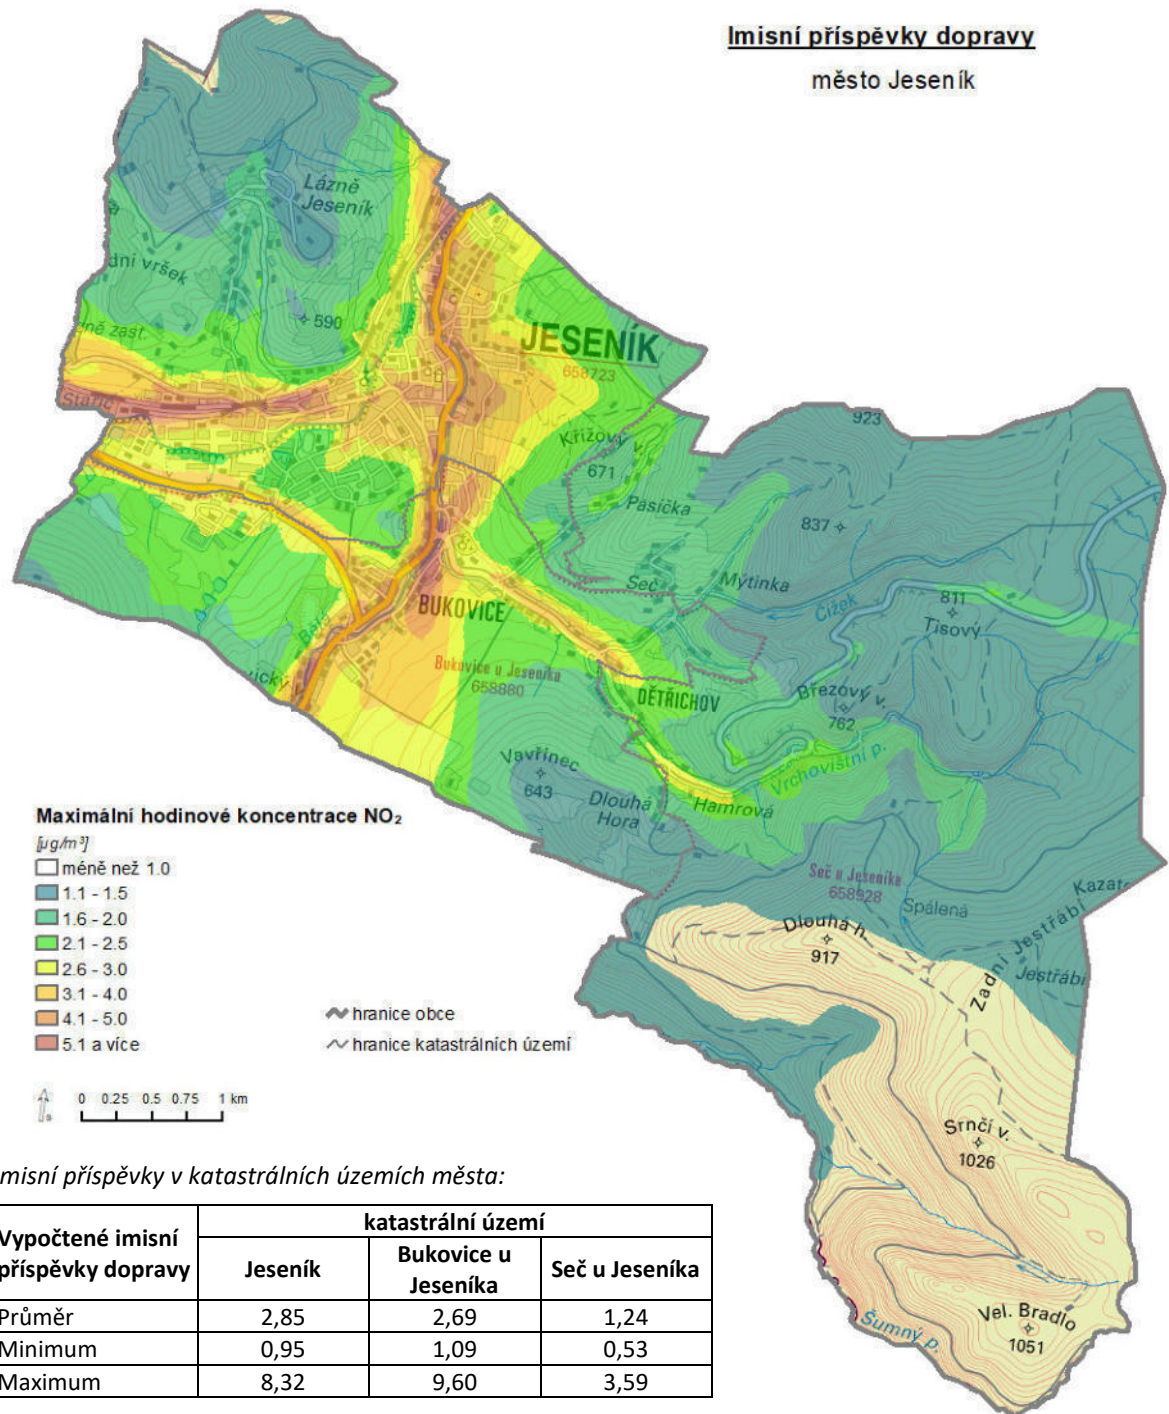 Imisní příspěvky dopravy
město Jeseník
Lázně
Jeseník
dní vršek
590
ně zast.
JESENÍK
658723
Staříč
923
Křížový v.
671
Pasíčka
837
Seč
Mýtinka
Čížek
811
Tisový
BUKOVICE
Bělá
Bukovice u Jeseníka
658880
vický v.
DĚTŘICHOV
Březový v.
762
Vrchovištní p.
Vavřinec
643
Dlouhá
Hora
Hamrová
Seč u Jeseníka
658928
Spálená
Kazat
Zadní Jestřábí
Jestřábí
Dlouhá h.
917
Srnčí v.
1026
Vel. Bradlo
1051
Šumný p.
Maximální hodinové koncentrace NO₂
[µg/m³]
méně než 1.0
1.1 - 1.5
1.6 - 2.0
2.1 - 2.5
2.6 - 3.0
3.1 - 4.0
4.1 - 5.0
5.1 a více
hranice obce
hranice katastrálních území
0 0.25 0.5 0.75 1 km
misní příspěvky v katastrálních územích města:
Vypočtené imisní příspěvky dopravy
katastrální území
Jeseník Bukovice u Jeseníka Seč u Jeseníka
Průměr 2,85 2,69 1,24
Minimum 0,95 1,09 0,53
Maximum 8,32 9,60 3,59